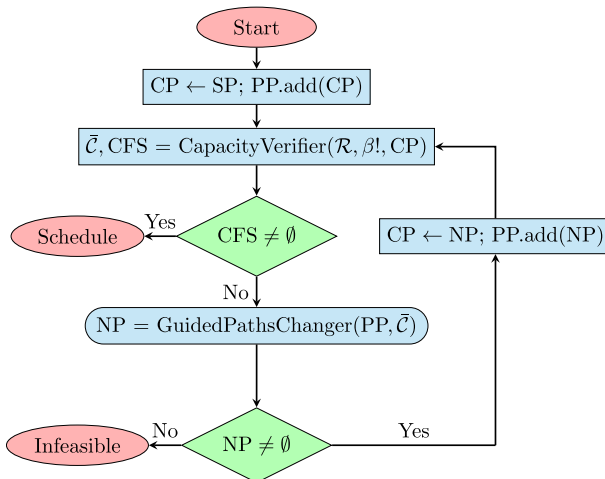 Start
CP ← SP; PP.add(CP)
C̄, CFS = CapacityVerifier(ℛ, β!, CP)
Yes
Schedule
CFS ≠ ∅
CP ← NP; PP.add(NP)
No
NP = GuidedPathsChanger(PP, C̄)
No
Yes
Infeasible
NP ≠ ∅